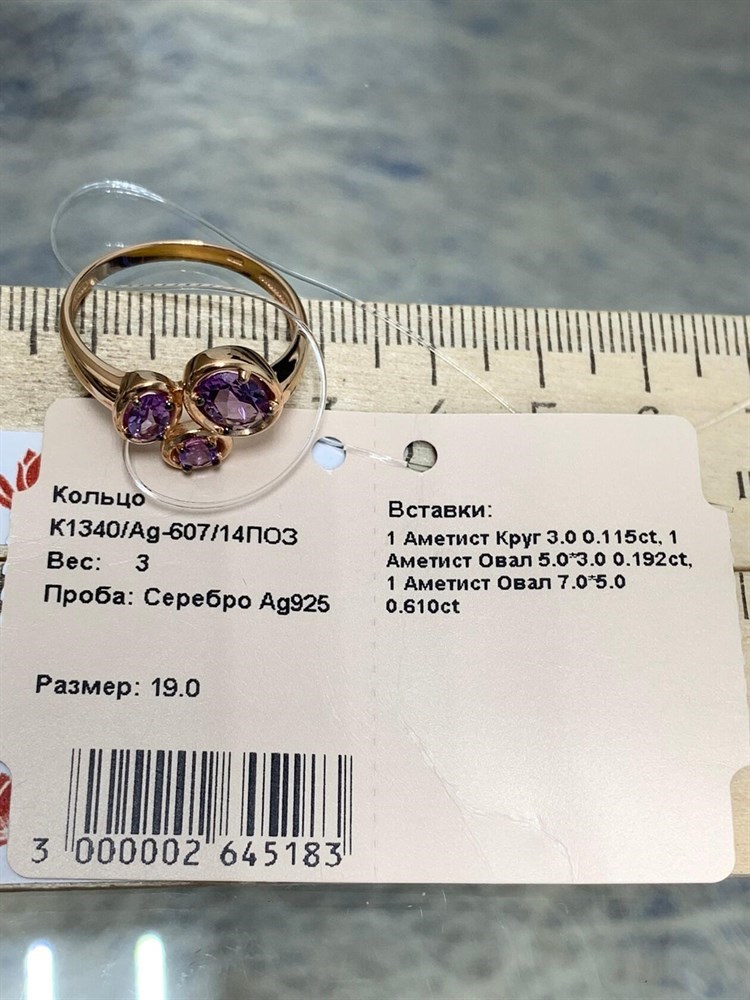 Кольцо
К1340/Ag-607/14ПОЗ
Вес: 3
Проба: Серебро Ag925
Размер: 19.0
3 000002 645183
Вставки:
1 Аметист Круг 3.0 0.115ct, 1
Аметист Овал 5.0*3.0 0.192ct,
1 Аметист Овал 7.0*5.0
0.610ct